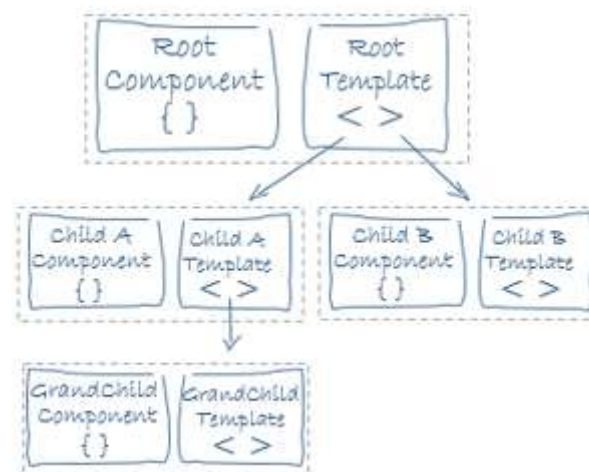 Root
Component
{ }
Root
Template
< >
Child A
Component
{ }
Child A
Template
< >
Child B
Component
{ }
Child B
Template
< >
GrandChild
Component
{ }
GrandChild
Template
< >